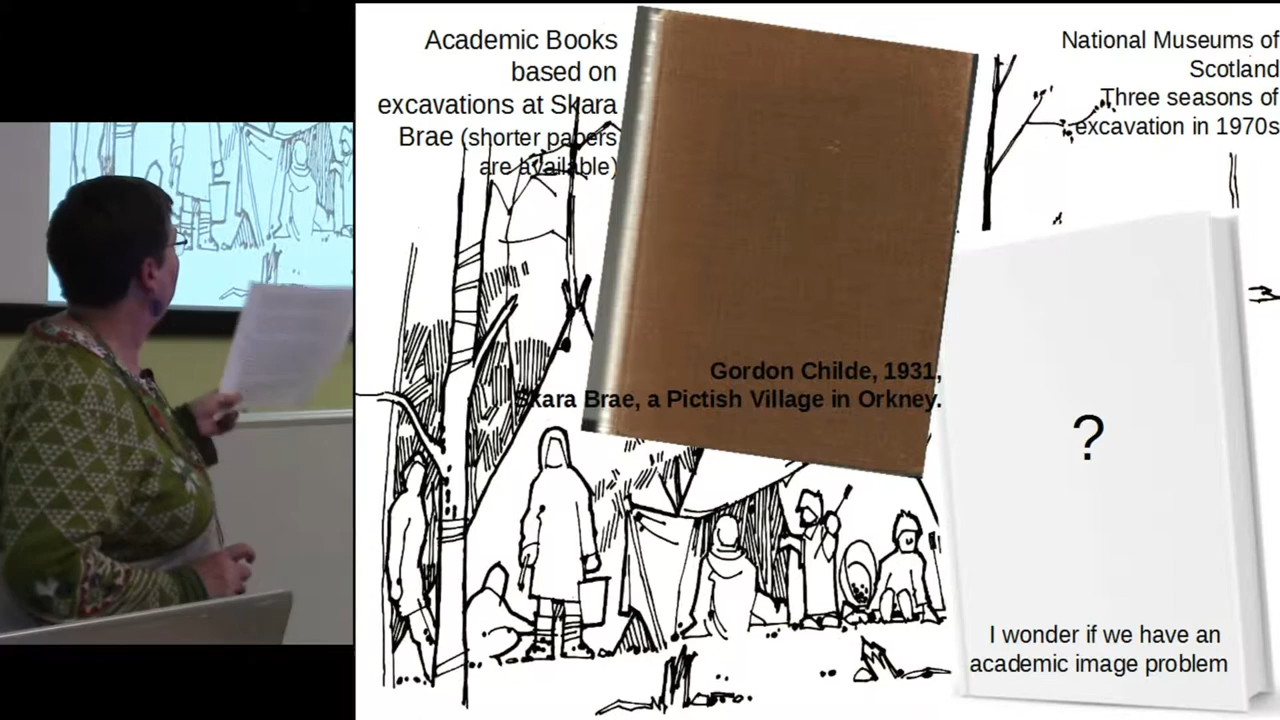 Academic Books
based on
excavations at Skara
Brae (shorter papers
are available)
National Museums of
Scotland
Three seasons of
excavation in 1970s
Gordon Childe, 1931,
Skara Brae, a Pictish Village in Orkney.
?
I wonder if we have an
academic image problem